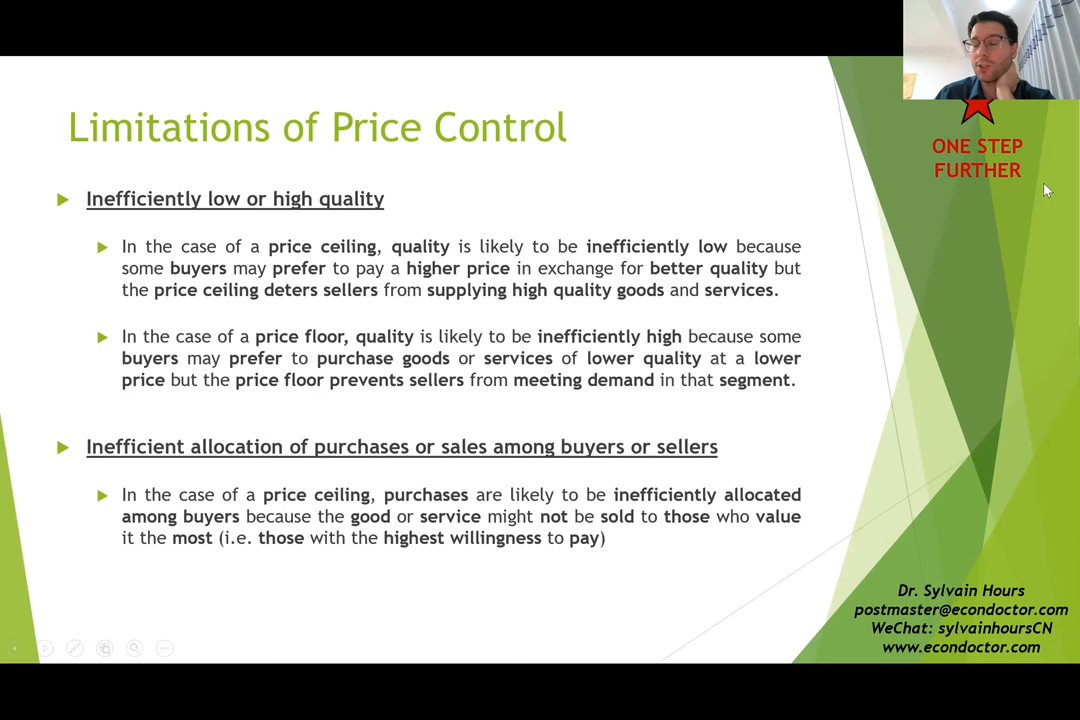 Limitations of Price Control
ONE STEP
FURTHER
Inefficiently low or high quality
In the case of a price ceiling, quality is likely to be inefficiently low because
some buyers may prefer to pay a higher price in exchange for better quality but
the price ceiling deters sellers from supplying high quality goods and services.
In the case of a price floor, quality is likely to be inefficiently high because some
buyers may prefer to purchase goods or services of lower quality at a lower
price but the price floor prevents sellers from meeting demand in that segment.
Inefficient allocation of purchases or sales among buyers or sellers
In the case of a price ceiling, purchases are likely to be inefficiently allocated
among buyers because the good or service might not be sold to those who value
it the most (i.e. those with the highest willingness to pay)
Dr. Sylvain Hours
postmaster@econdoctor.com
WeChat: sylvainhoursCN
www.econdoctor.com